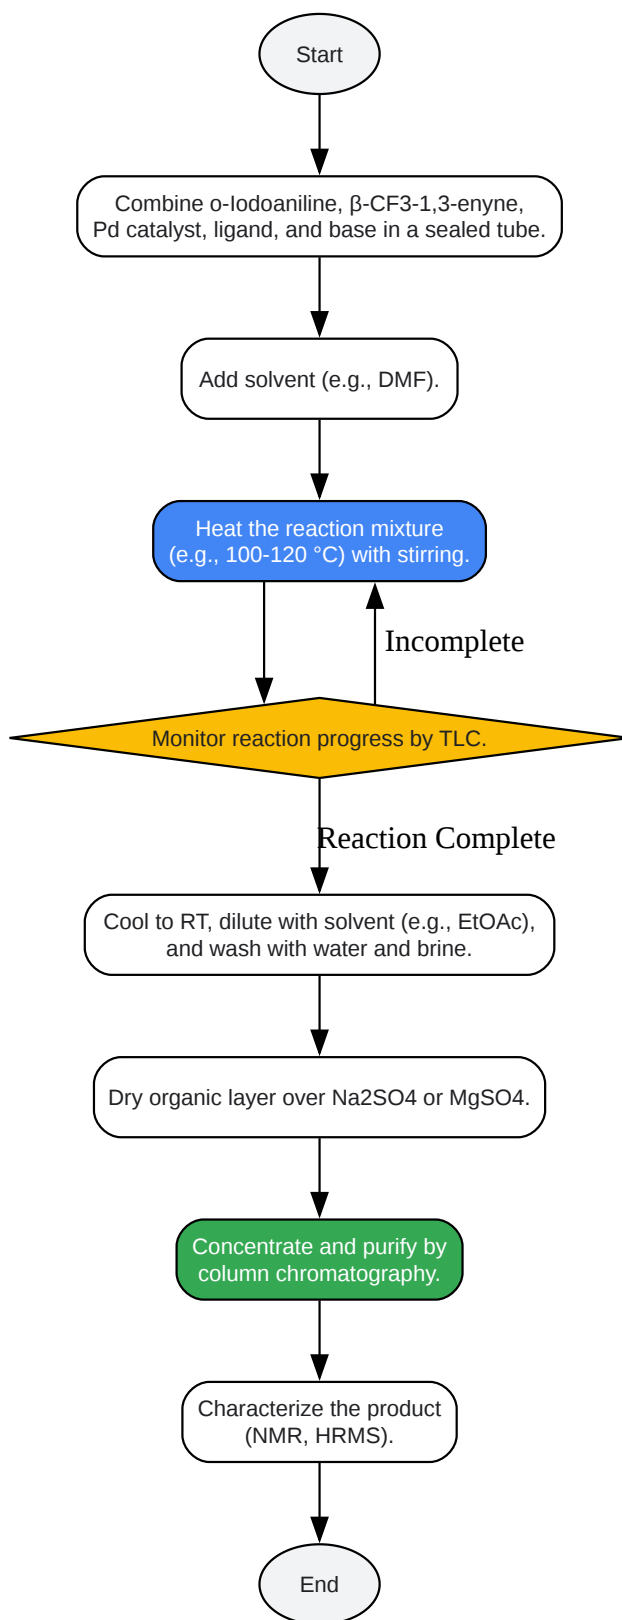 Start
Combine o-Iodoaniline, β-CF3-1,3-enyne,
Pd catalyst, ligand, and base in a sealed tube.
Add solvent (e.g., DMF).
Heat the reaction mixture
(e.g., 100-120 °C) with stirring.
Incomplete
Monitor reaction progress by TLC.
Reaction Complete
Cool to RT, dilute with solvent (e.g., EtOAc),
and wash with water and brine.
Dry organic layer over Na2SO4 or MgSO4.
Concentrate and purify by
column chromatography.
Characterize the product
(NMR, HRMS).
End